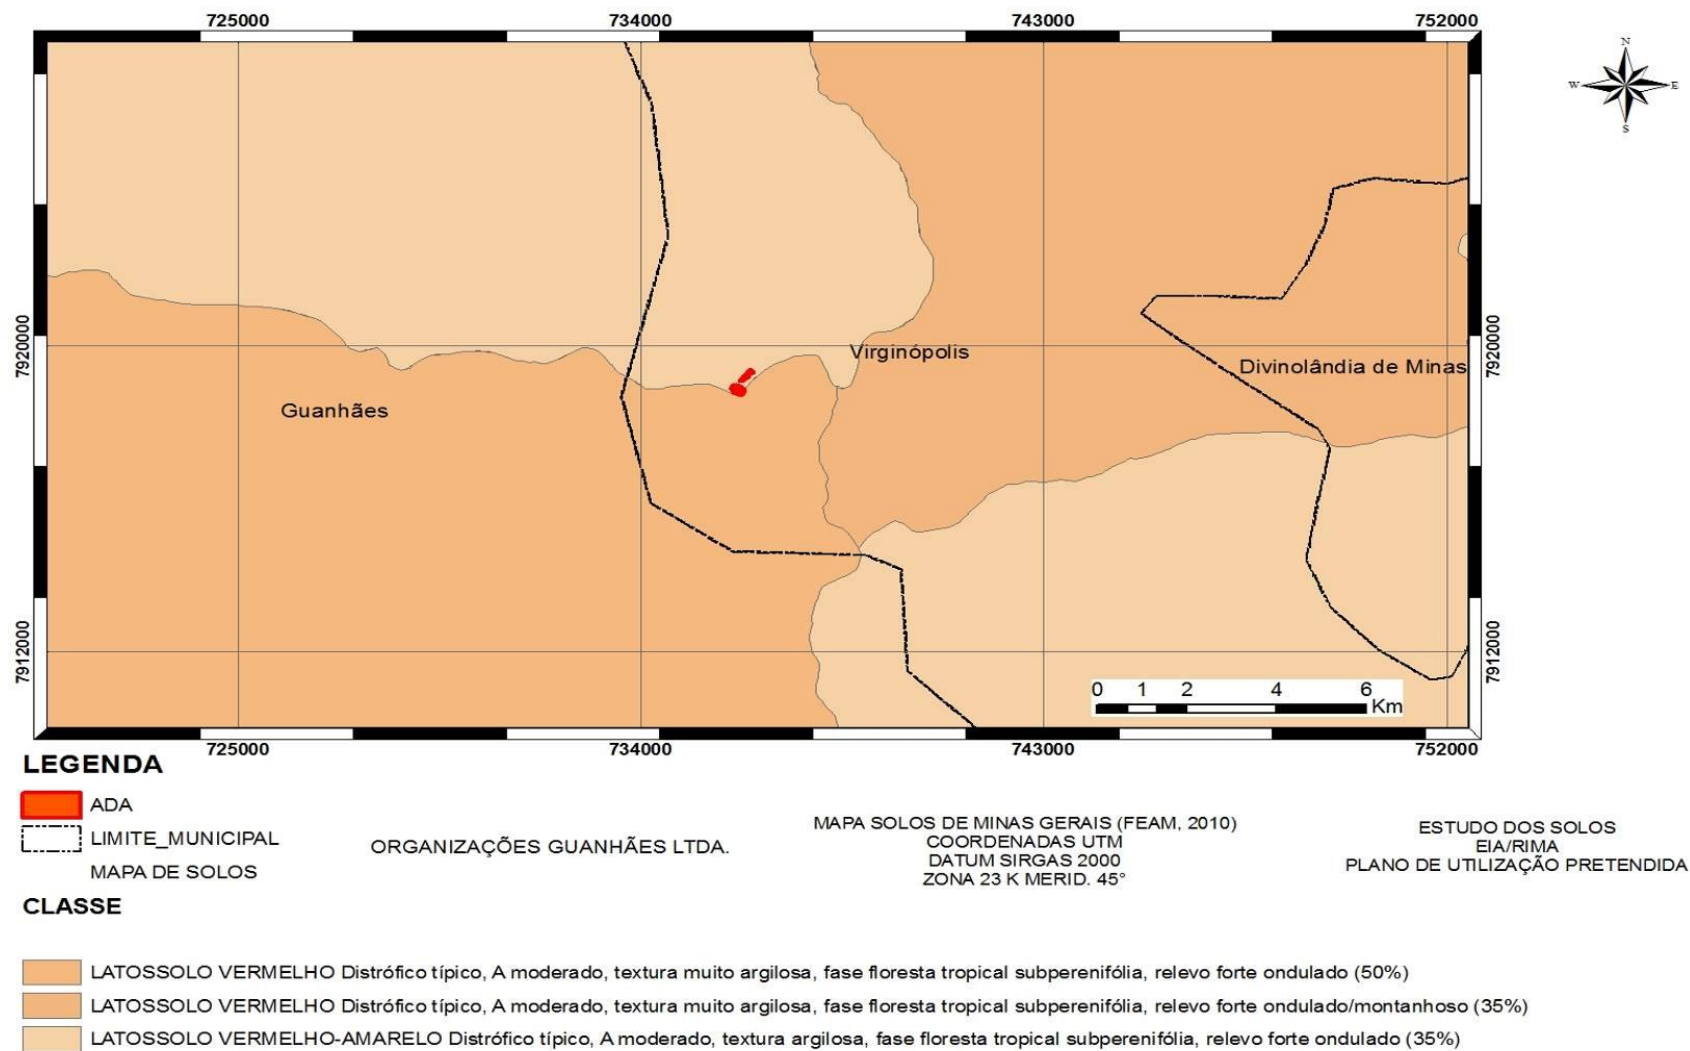 725000 734000 743000 752000
N
W E
S
7920000 7920000
Virginópolis
Divinolândia de Minas
Guanhães
7912000 7912000
0 1 2 4 6
Km
725000 734000 743000 752000
LEGENDA
ADA
LIMITE_MUNICIPAL
MAPA DE SOLOS
ORGANIZAÇÕES GUANHÃES LTDA.
MAPA SOLOS DE MINAS GERAIS (FEAM, 2010)
COORDENADAS UTM
DATUM SIRGAS 2000
ZONA 23 K MERID. 45°
ESTUDO DOS SOLOS
EIA/RIMA
PLANO DE UTILIZAÇÃO PRETENDIDA
CLASSE
LATOSSOLO VERMELHO Distrófico típico, A moderado, textura muito argilosa, fase floresta tropical subperenifólia, relevo forte ondulado (50%)
LATOSSOLO VERMELHO Distrófico típico, A moderado, textura muito argilosa, fase floresta tropical subperenifólia, relevo forte ondulado/montanhoso (35%)
LATOSSOLO VERMELHO-AMARELO Distrófico típico, A moderado, textura argilosa, fase floresta tropical subperenifólia, relevo forte ondulado (35%)